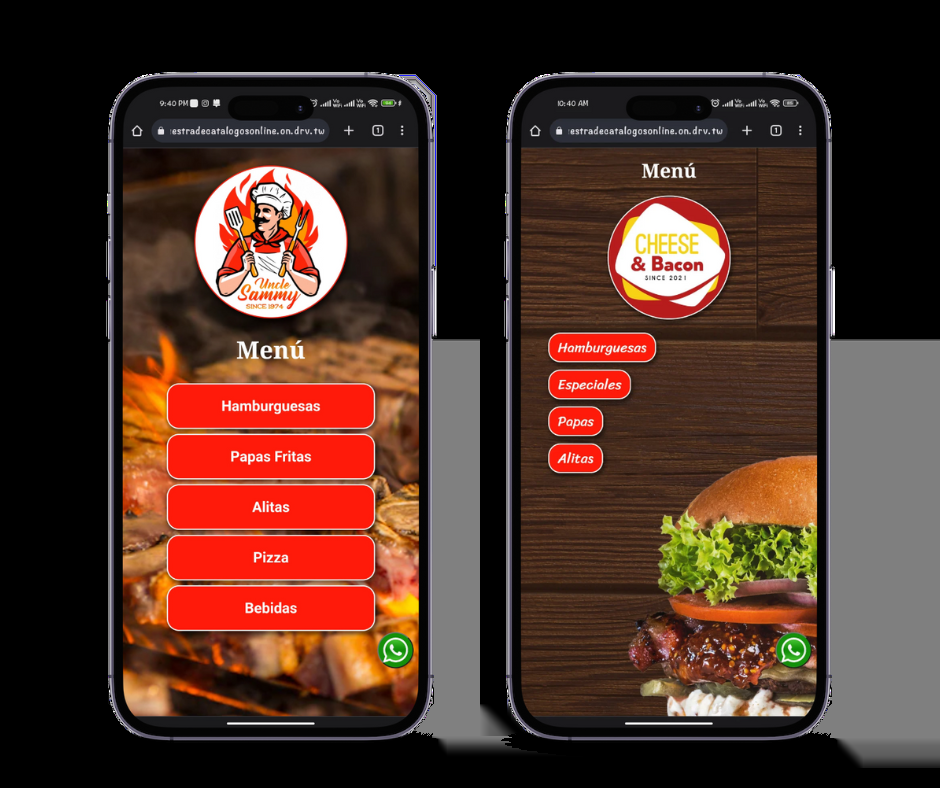 9:40 PM
estradecatalogosonline.on.drv.tw
1
Uncle
Sammy
SINCE 1974
Menú
Hamburguesas
Papas Fritas
Alitas
Pizza
Bebidas
10:40 AM
estradecatalogosonline.on.drv.tw
1
Menú
CHEESE
& Bacon
SINCE 2021
Hamburguesas
Especiales
Papas
Alitas